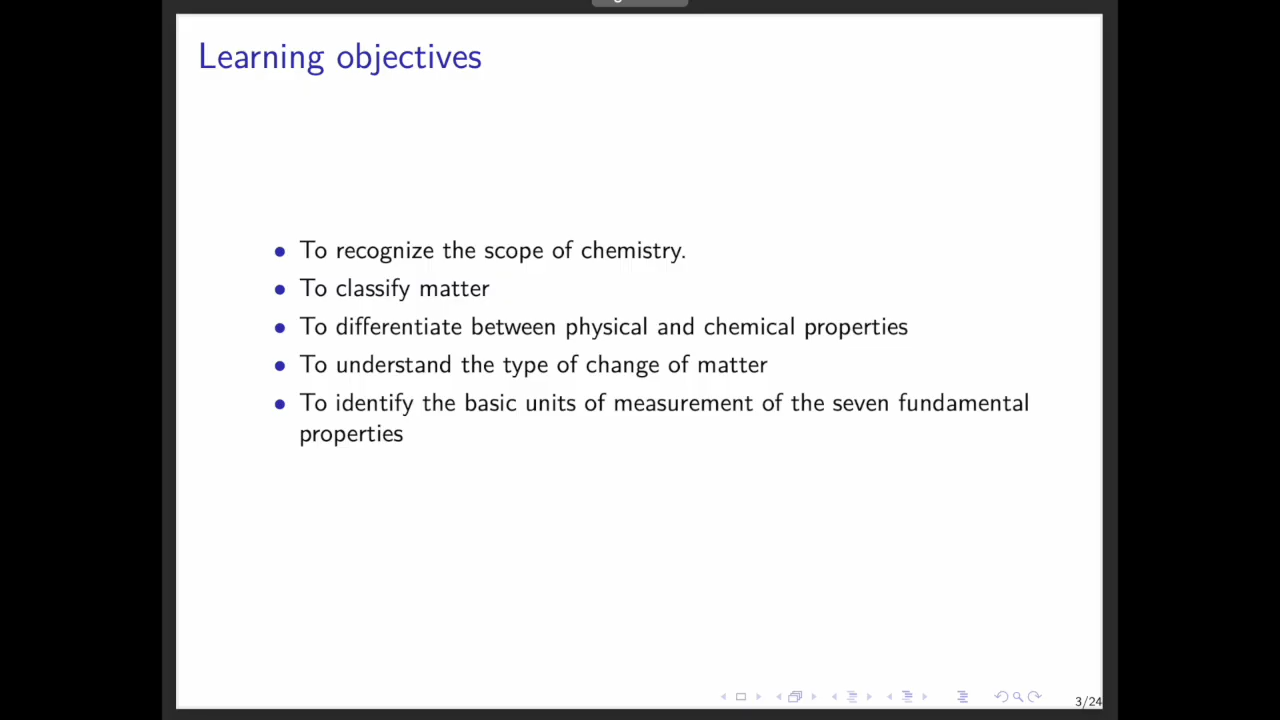 Learning objectives
• To recognize the scope of chemistry.
• To classify matter
• To differentiate between physical and chemical properties
• To understand the type of change of matter
• To identify the basic units of measurement of the seven fundamental
properties
3/24